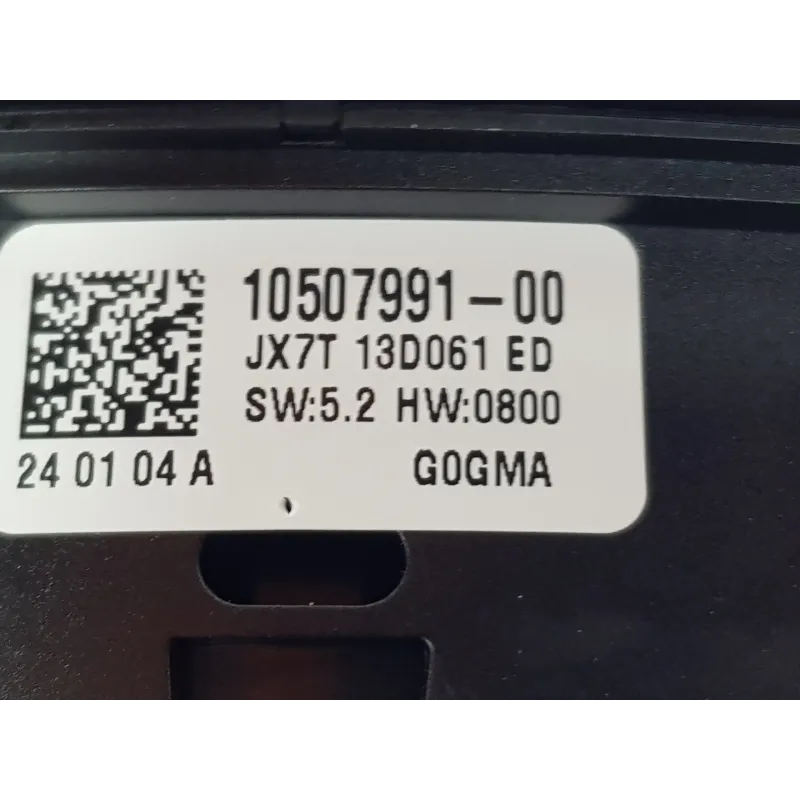 10507991-00
JX7T 13D061 ED
SW:5.2 HW:0800
24 01 04 A G0GMA